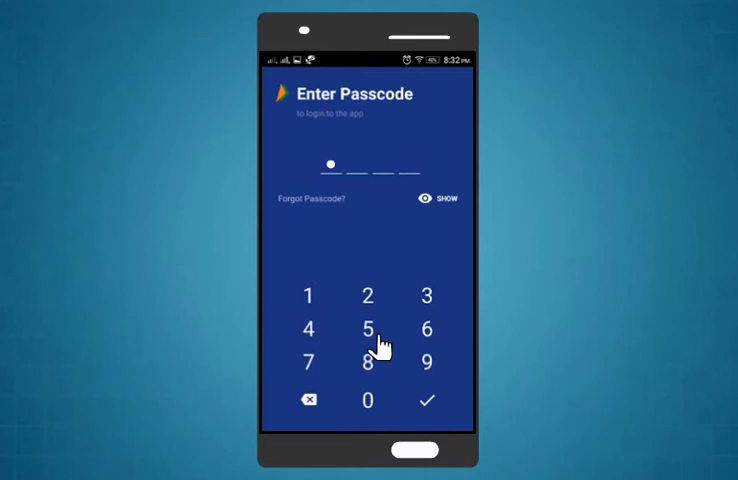 8:32 PM
Enter Passcode
to login to the app
Forgot Passcode? SHOW
1 2 3
4 5 6
7 8 9
0